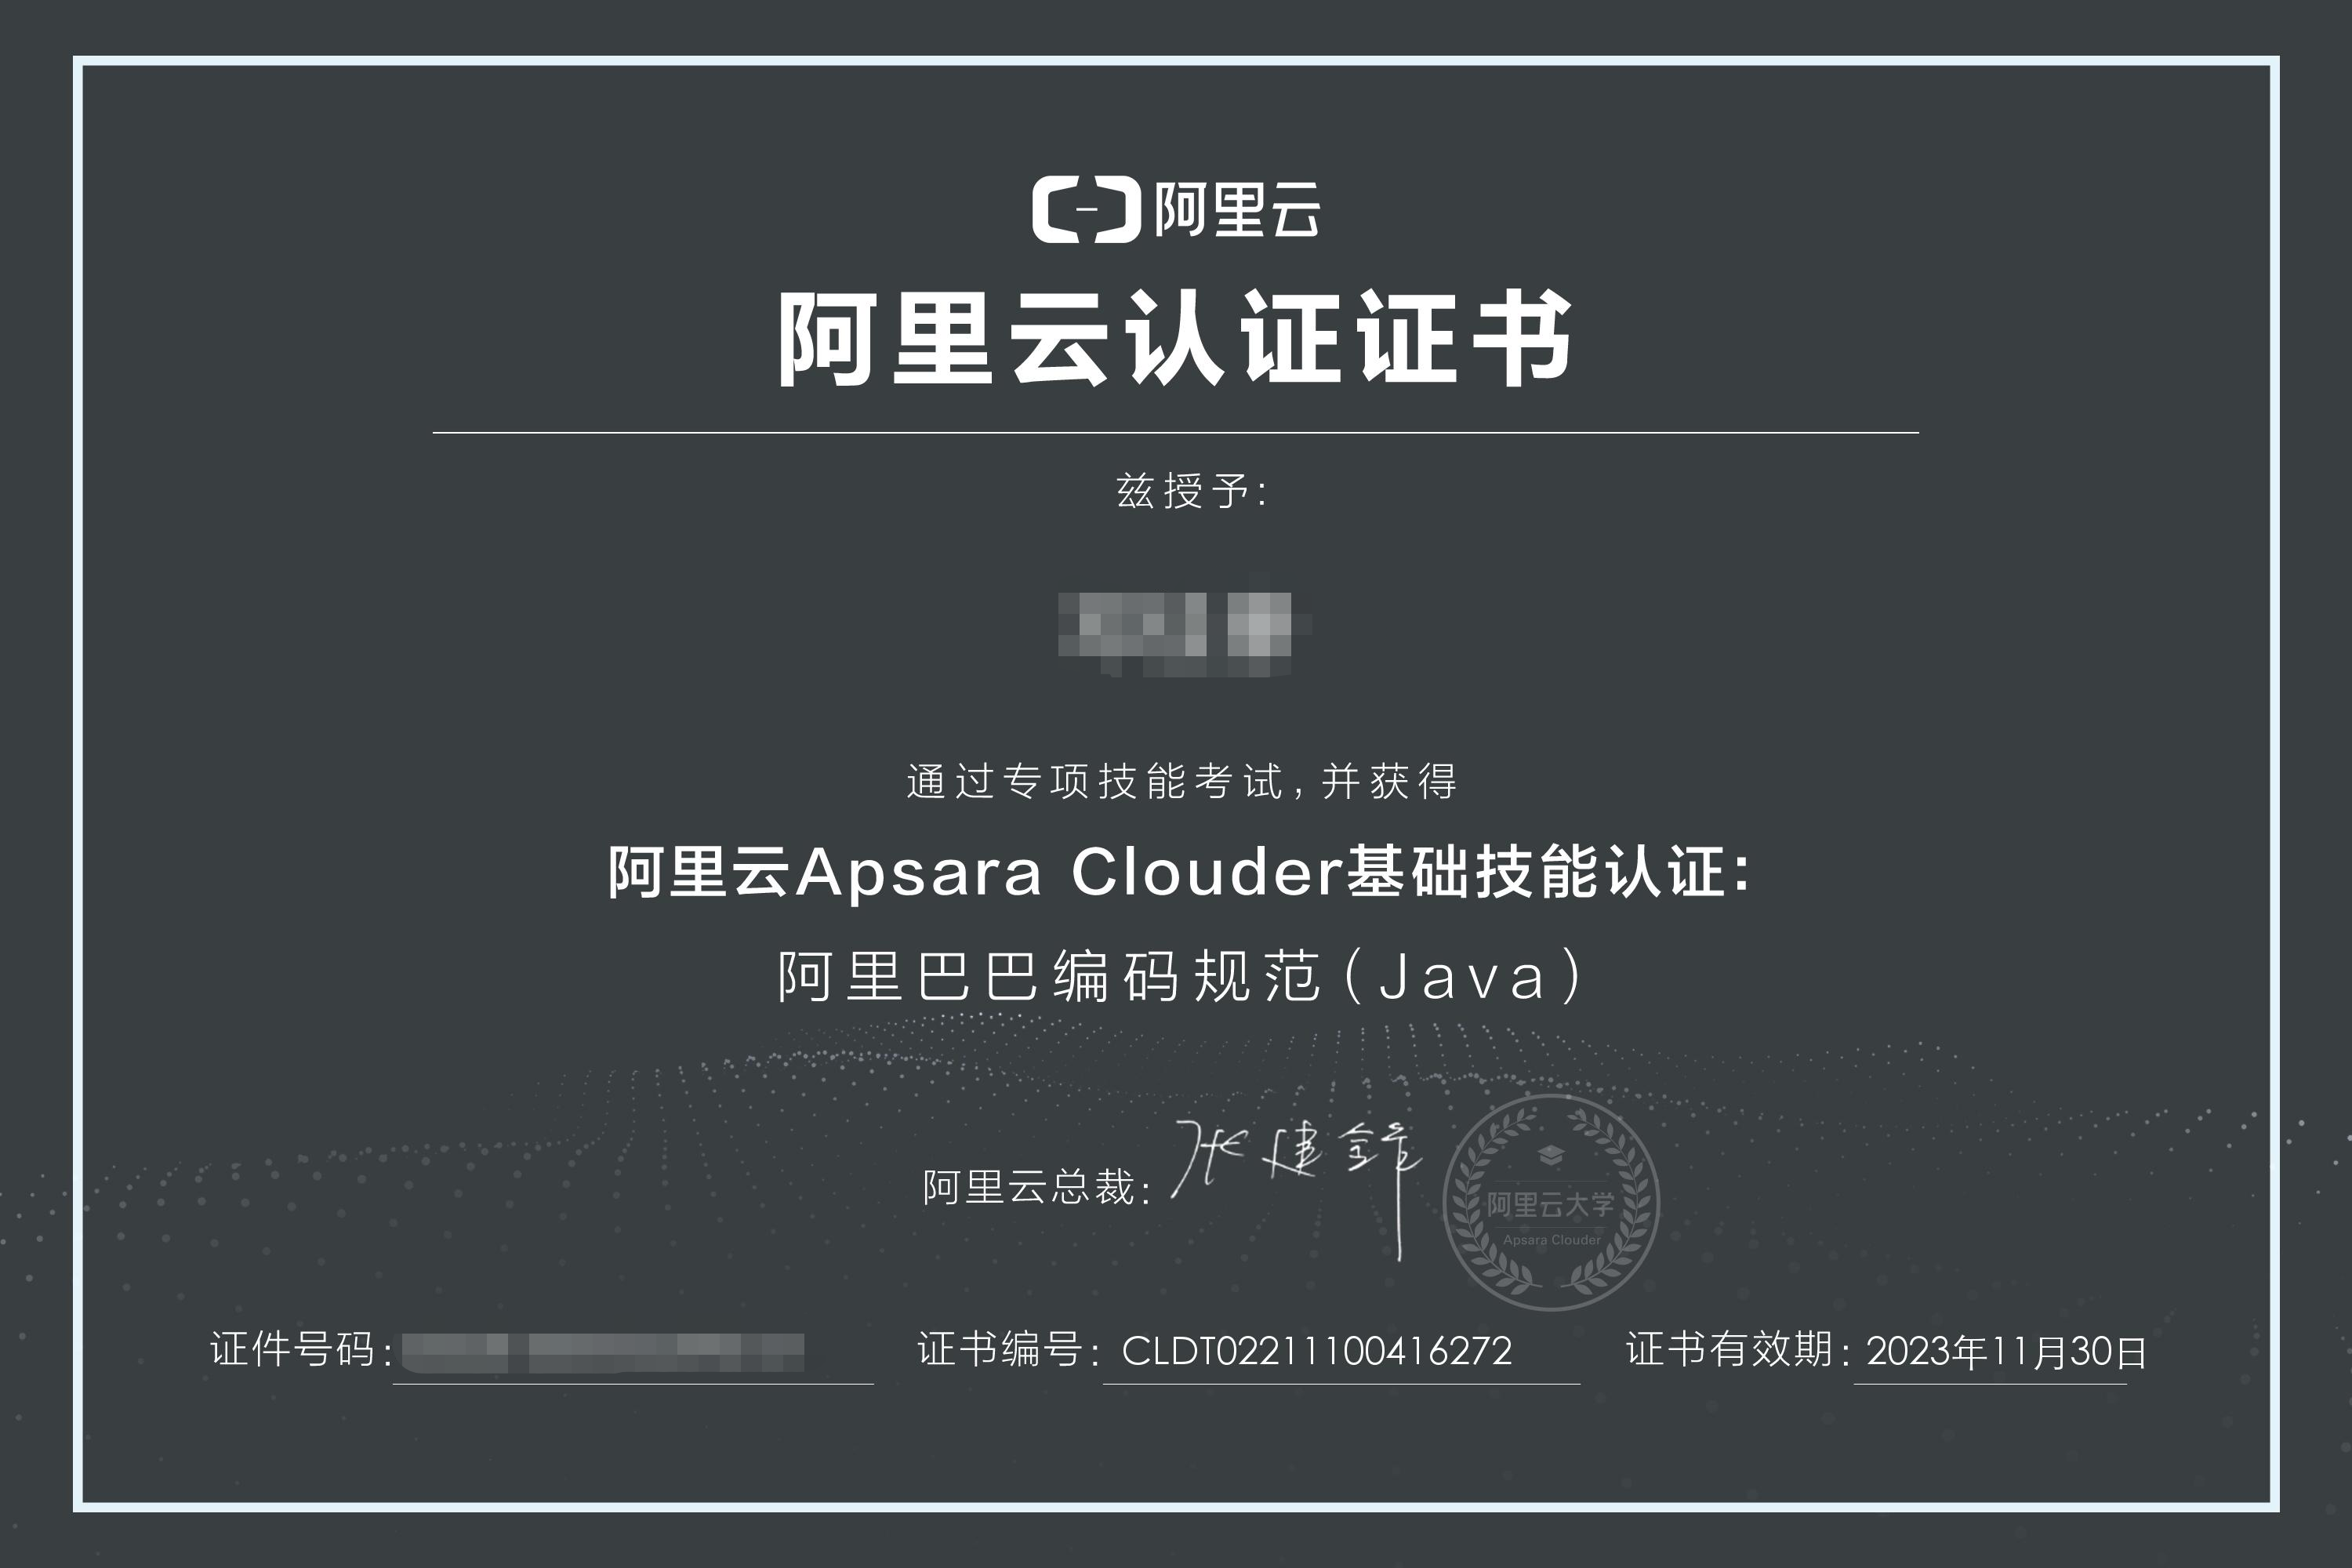 阿里云
阿里云认证证书
兹授予：
通过专项技能考试，并获得
阿里云Apsara Clouder基础技能认证：
阿里巴巴编码规范（Java）
阿里云总裁：张建锋
阿里云大学
Apsara Clouder
证件号码： 证书编号：CLDT02211100416272 证书有效期：2023年11月30日